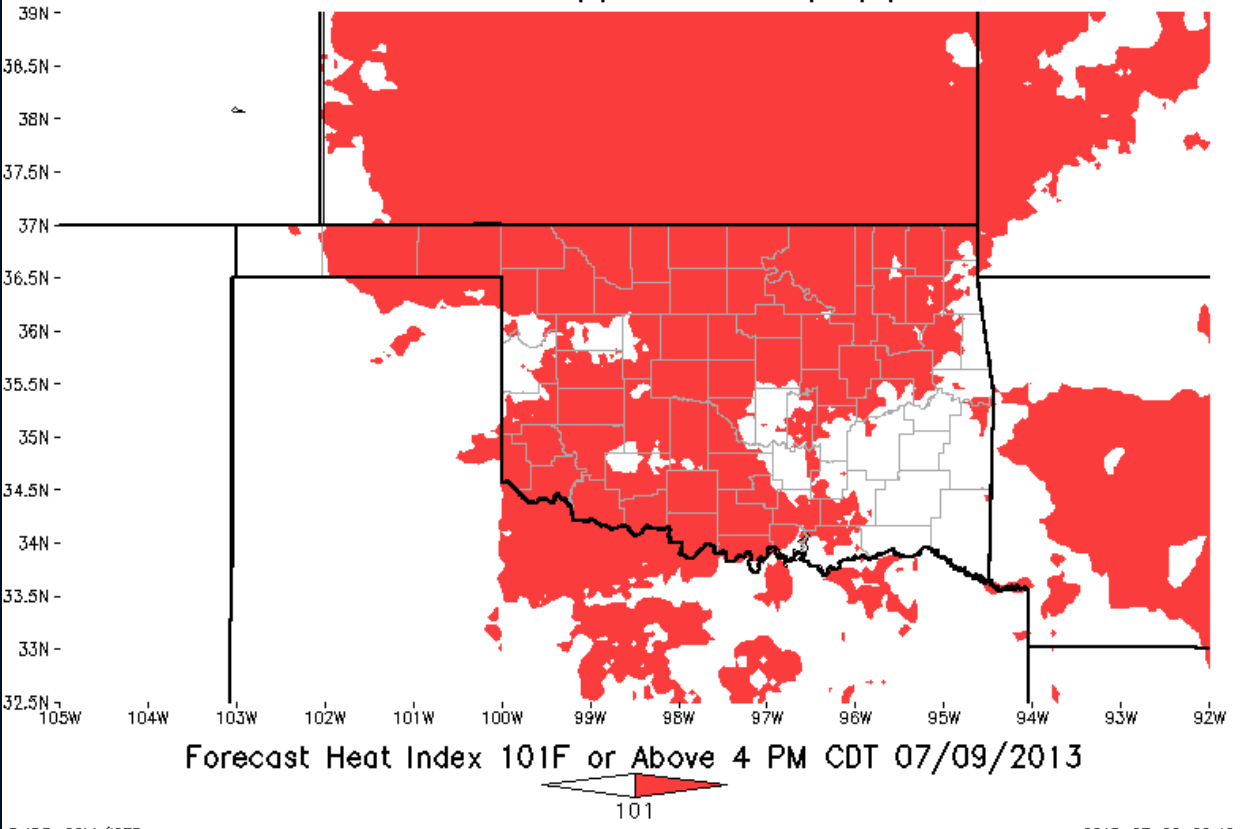 39N
38.5N
38N
37.5N
37N
36.5N
36N
35.5N
35N
34.5N
34N
33.5N
33N
32.5N
105W 104W 103W 102W 101W 100W 99W 98W 97W 96W 95W 94W 93W 92W
Forecast Heat Index 101F or Above 4 PM CDT 07/09/2013
101